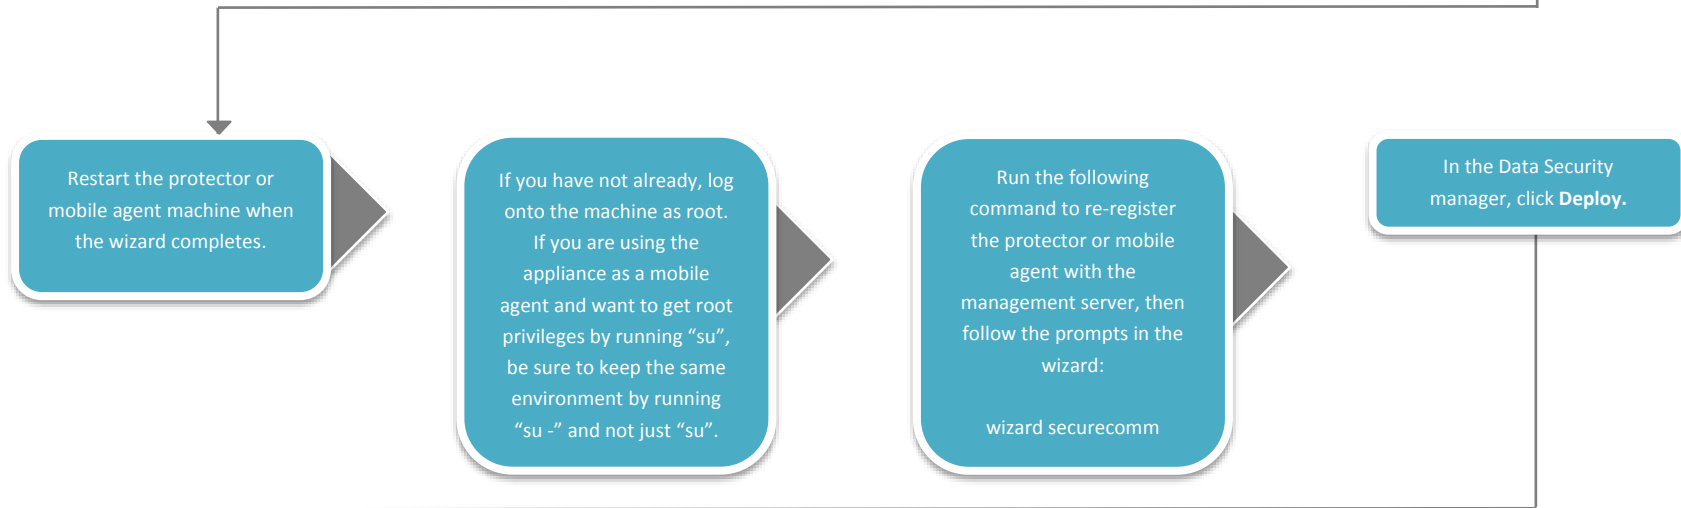 Restart the protector or
mobile agent machine when
the wizard completes.
If you have not already, log
onto the machine as root.
If you are using the
appliance as a mobile
agent and want to get root
privileges by running “su”,
be sure to keep the same
environment by running
“su -” and not just “su”.
Run the following
command to re-register
the protector or mobile
agent with the
management server, then
follow the prompts in the
wizard:
wizard securecomm
In the Data Security
manager, click Deploy.